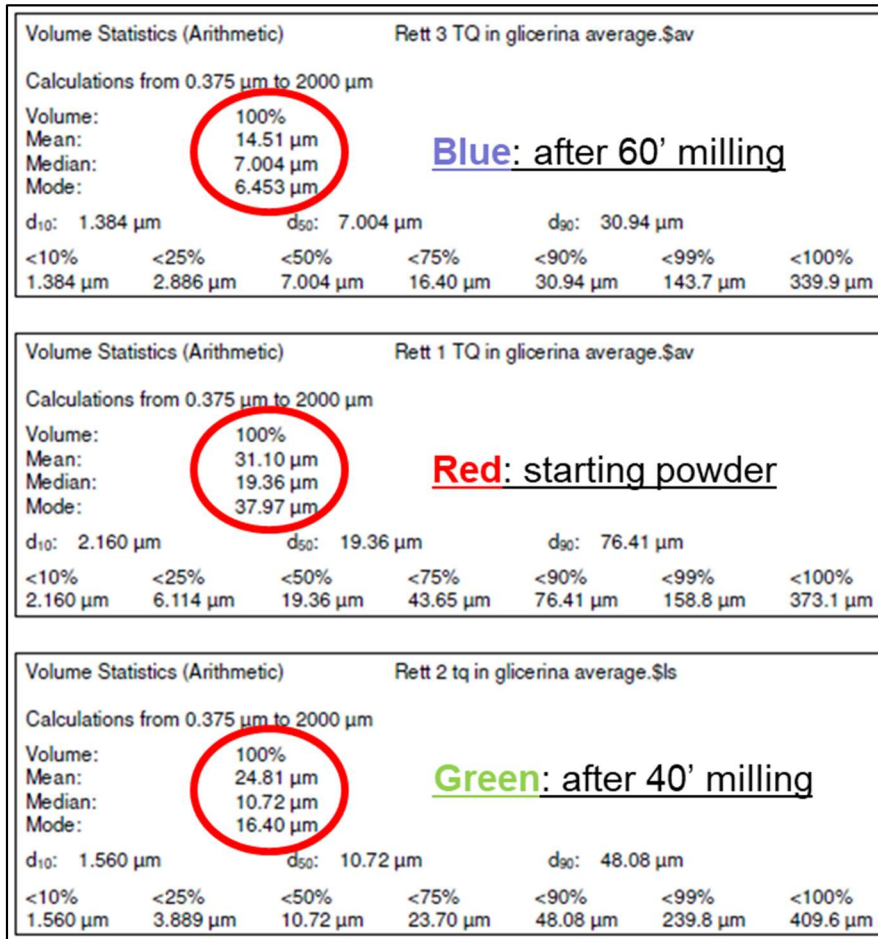 Volume Statistics (Arithmetic) Rett 3 TQ in glicerina average.$av
Calculations from 0.375 µm to 2000 µm
Volume: 100%
Mean: 14.51 µm
Median: 7.004 µm
Mode: 6.453 µm
Blue: after 60’ milling
d₁₀: 1.384 µm d₅₀: 7.004 µm d₉₀: 30.94 µm
<10% <25% <50% <75% <90% <99% <100%
1.384 µm 2.886 µm 7.004 µm 16.40 µm 30.94 µm 143.7 µm 339.9 µm
Volume Statistics (Arithmetic) Rett 1 TQ in glicerina average.$av
Calculations from 0.375 µm to 2000 µm
Volume: 100%
Mean: 31.10 µm
Median: 19.36 µm
Mode: 37.97 µm
Red: starting powder
d₁₀: 2.160 µm d₅₀: 19.36 µm d₉₀: 76.41 µm
<10% <25% <50% <75% <90% <99% <100%
2.160 µm 6.114 µm 19.36 µm 43.65 µm 76.41 µm 158.8 µm 373.1 µm
Volume Statistics (Arithmetic) Rett 2 tq in glicerina average.$ls
Calculations from 0.375 µm to 2000 µm
Volume: 100%
Mean: 24.81 µm
Median: 10.72 µm
Mode: 16.40 µm
Green: after 40’ milling
d₁₀: 1.560 µm d₅₀: 10.72 µm d₉₀: 48.08 µm
<10% <25% <50% <75% <90% <99% <100%
1.560 µm 3.889 µm 10.72 µm 23.70 µm 48.08 µm 239.8 µm 409.6 µm